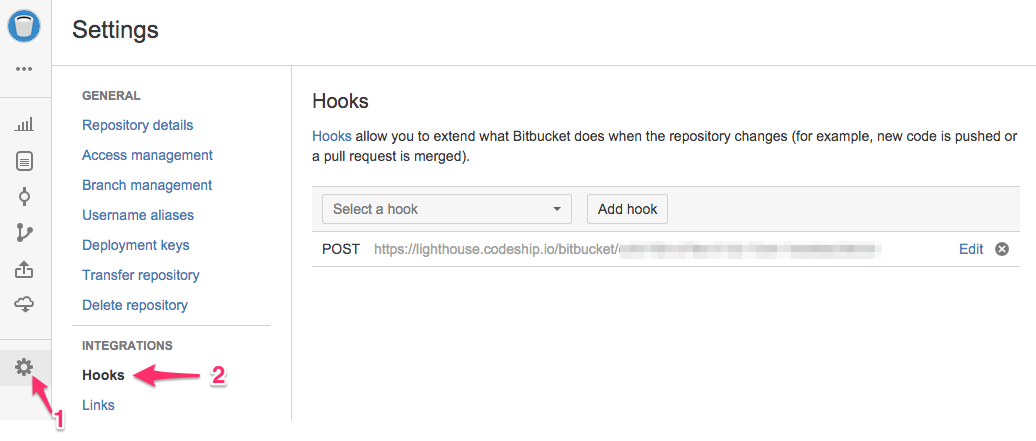 Settings
GENERAL
Repository details
Access management
Branch management
Username aliases
Deployment keys
Transfer repository
Delete repository
INTEGRATIONS
Hooks
2
Links
1
Hooks
Hooks allow you to extend what Bitbucket does when the repository changes (for example, new code is pushed or
a pull request is merged).
Select a hook Add hook
POST https://lighthouse.codeship.io/bitbucket/ Edit